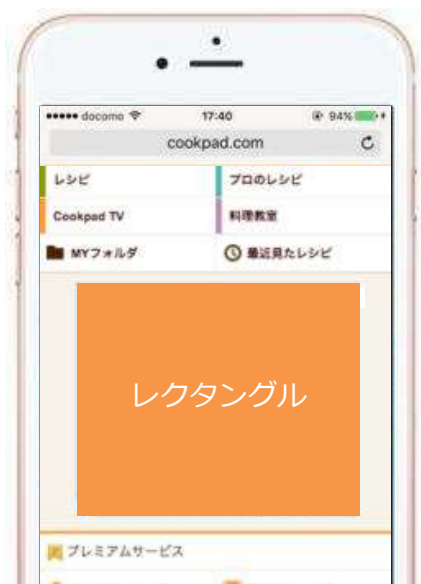 docomo 17:40 94%
cookpad.com
レシピ プロのレシピ
Cookpad TV 料理教室
MYフォルダ 最近見たレシピ
レクタングル
プレミアムサービス